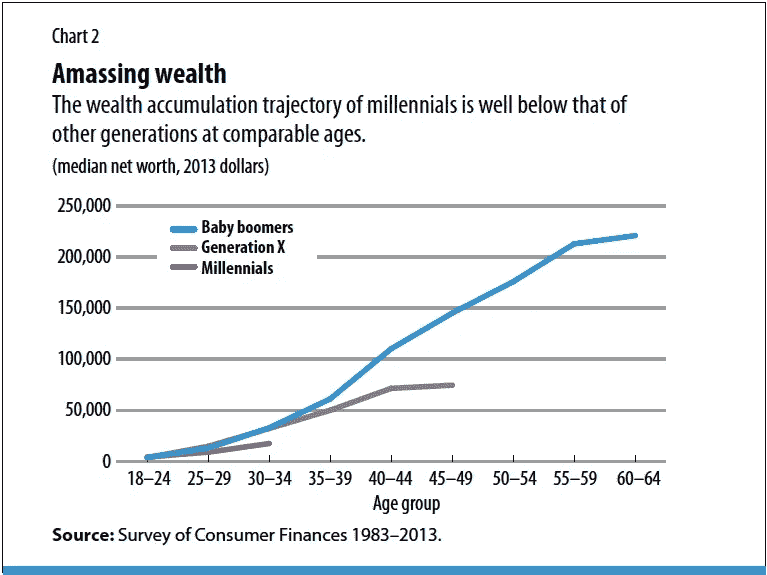 Chart 2
Amassing wealth
The wealth accumulation trajectory of millennials is well below that of
other generations at comparable ages.
(median net worth, 2013 dollars)
250,000
Baby boomers
Generation X
200,000
Millennials
150,000
100,000
50,000
0
18–24 25–29 30–34 35–39 40–44 45–49 50–54 55–59 60–64
Age group
Source: Survey of Consumer Finances 1983–2013.